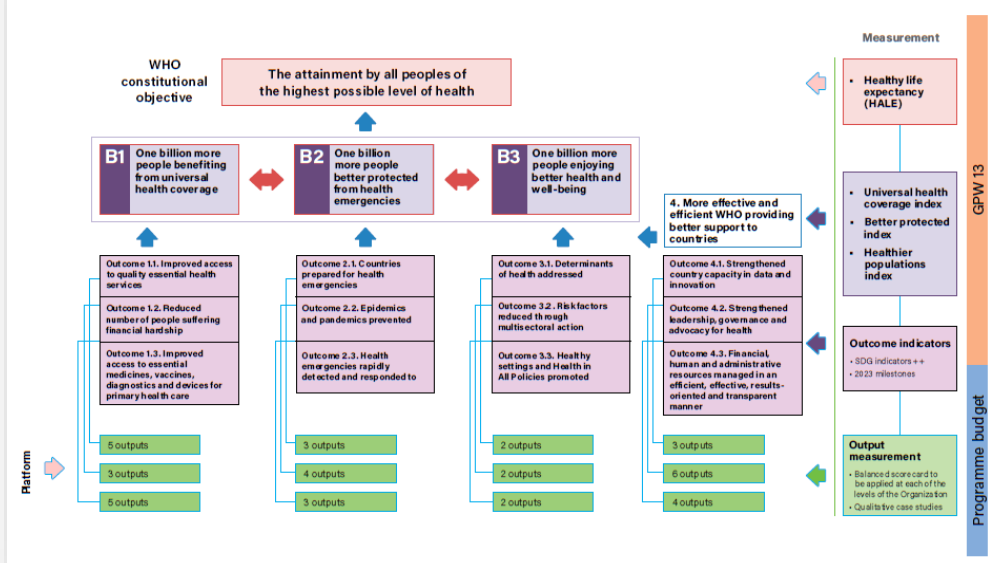 Measurement
WHO
constitutional
objective
The attainment by all peoples of
the highest possible level of health
• Healthy life
expectancy
(HALE)
B1
One billion more
people benefiting
from universal
health coverage
B2
One billion
more people
better protected
from health
emergencies
B3
One billion more
people enjoying
better health and
well-being
4. More effective and
efficient WHO providing
better support to
countries
• Universal health
coverage index
• Better protected
index
• Healthier
populations
index
GPW 13
Outcome 1.1. Improved access
to quality essential health
services
Outcome 1.2. Reduced
number of people suffering
financial hardship
Outcome 1.3. Improved
access to essential
medicines, vaccines,
diagnostics and devices for
primary health care
Outcome 2.1. Countries
prepared for health
emergencies
Outcome 2.2. Epidemics
and pandemics prevented
Outcome 2.3. Health
emergencies rapidly
detected and responded to
Outcome 3.1. Determinants
of health addressed
Outcome 3.2. Risk factors
reduced through
multisectoral action
Outcome 3.3. Healthy
settings and Health in
All Policies promoted
Outcome 4.1. Strengthened
country capacity in data and
innovation
Outcome 4.2. Strengthened
leadership, governance and
advocacy for health
Outcome 4.3. Financial,
human and administrative
resources managed in an
efficient, effective, results-
oriented and transparent
manner
Outcome indicators
• SDG indicators ++
• 2023 milestones
Platform
5 outputs
3 outputs
5 outputs
3 outputs
4 outputs
3 outputs
2 outputs
2 outputs
2 outputs
3 outputs
6 outputs
4 outputs
Output
measurement
• Balanced scorecard to
be applied at each of the
levels of the Organization
• Qualitative case studies
Programme budget